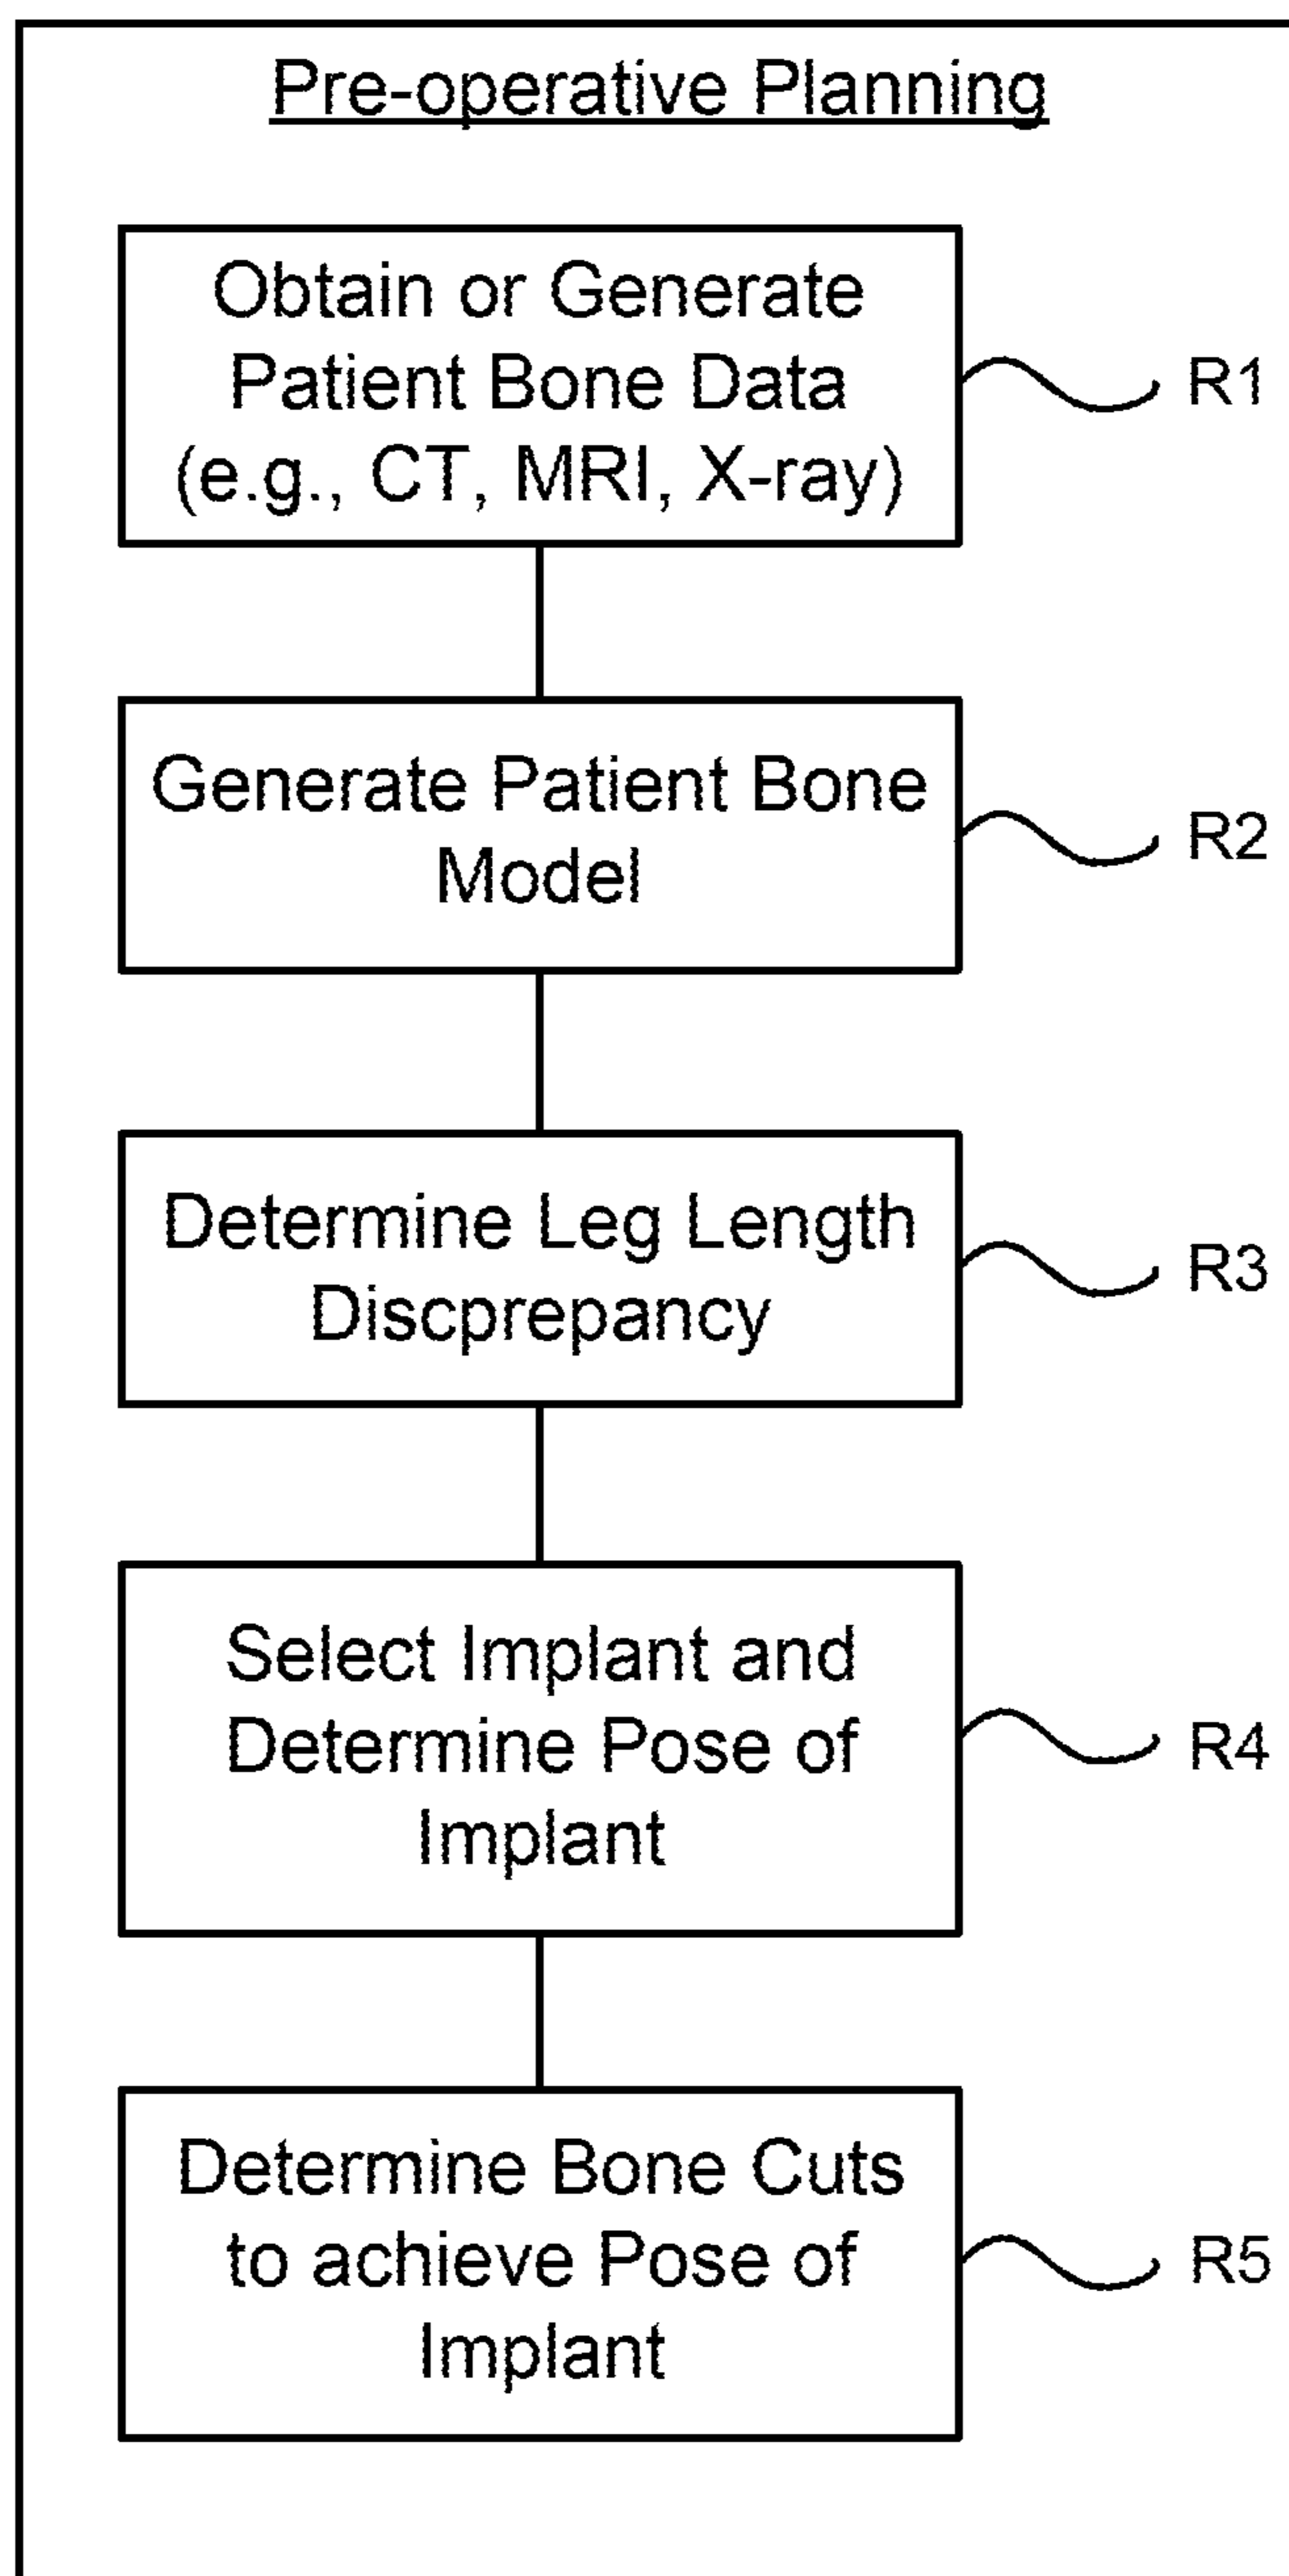 Pre-operative Planning
Obtain or Generate
Patient Bone Data
(e.g., CT, MRI, X-ray)
R1
Generate Patient Bone
Model
R2
Determine Leg Length
Discprepancy
R3
Select Implant and
Determine Pose of
Implant
R4
Determine Bone Cuts
to achieve Pose of
Implant
R5